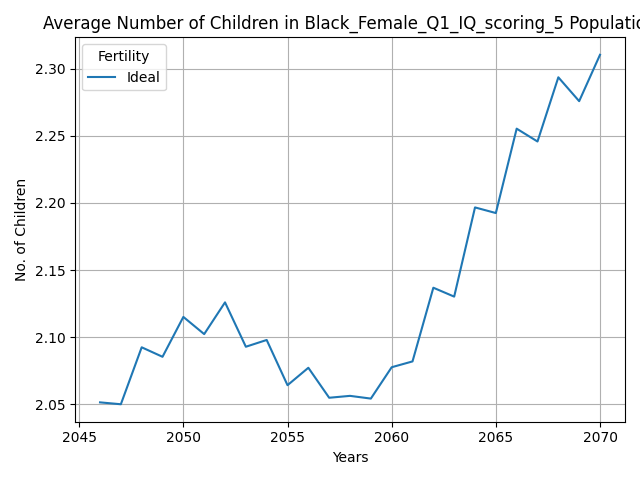 Average Number of Children in Black_Female_Q1_IQ_scoring_5 Populatio
Fertility
Ideal
No. of Children
2.30
2.25
2.20
2.15
2.10
2.05
2045 2050 2055 2060 2065 2070
Years